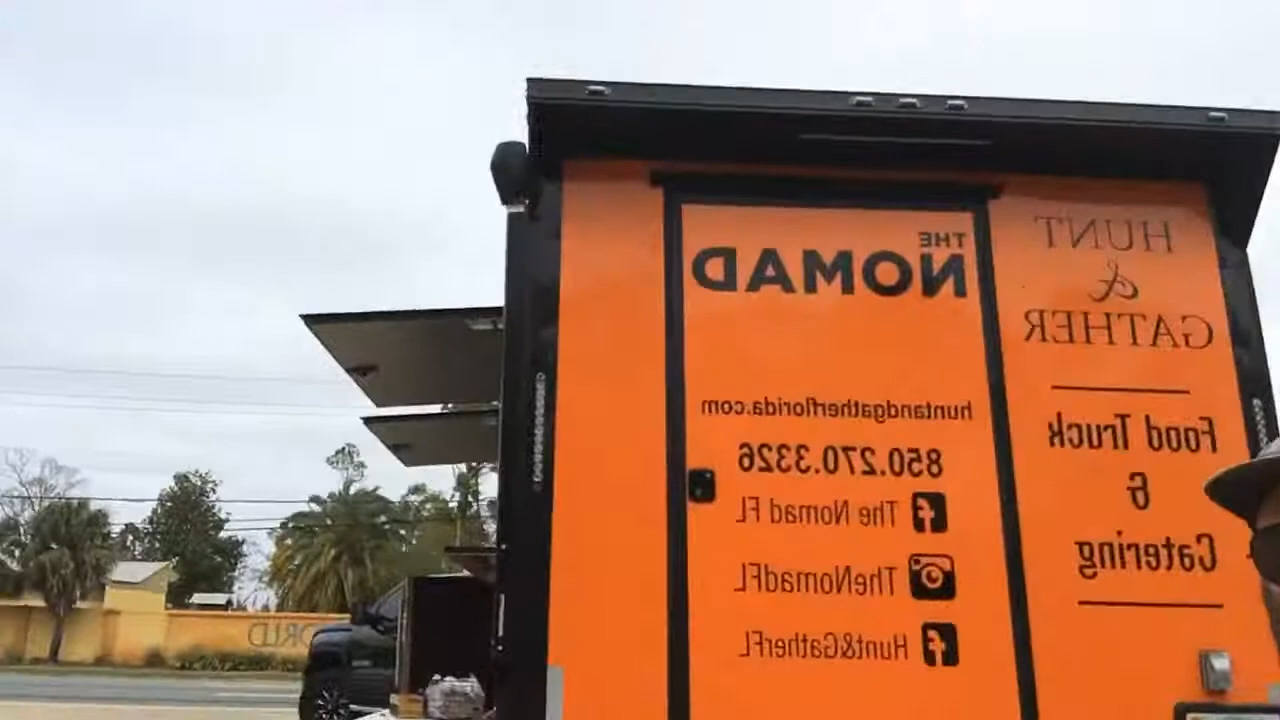 THE
NOMAD
huntandgatherflorida.com
850.270.3326
The Nomad FL
TheNomadFL
Hunt&GatherFL
HUNT
&
GATHER
Food Truck
&
Catering